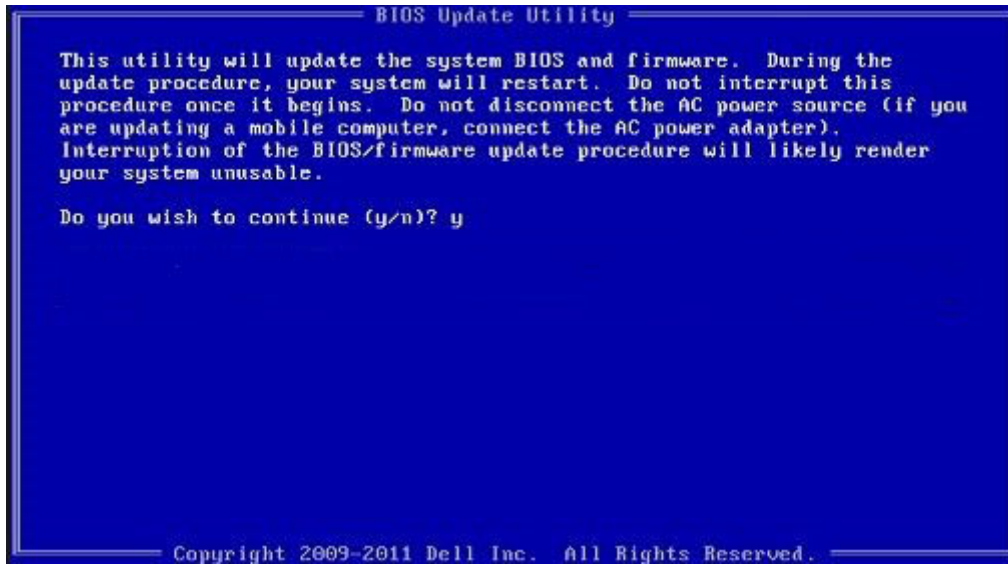 BIOS Update Utility
This utility will update the system BIOS and firmware. During the
update procedure, your system will restart. Do not interrupt this
procedure once it begins. Do not disconnect the AC power source (if you
are updating a mobile computer, connect the AC power adapter).
Interruption of the BIOS/firmware update procedure will likely render
your system unusable.
Do you wish to continue (y/n)? y
Copyright 2009-2011 Dell Inc. All Rights Reserved.